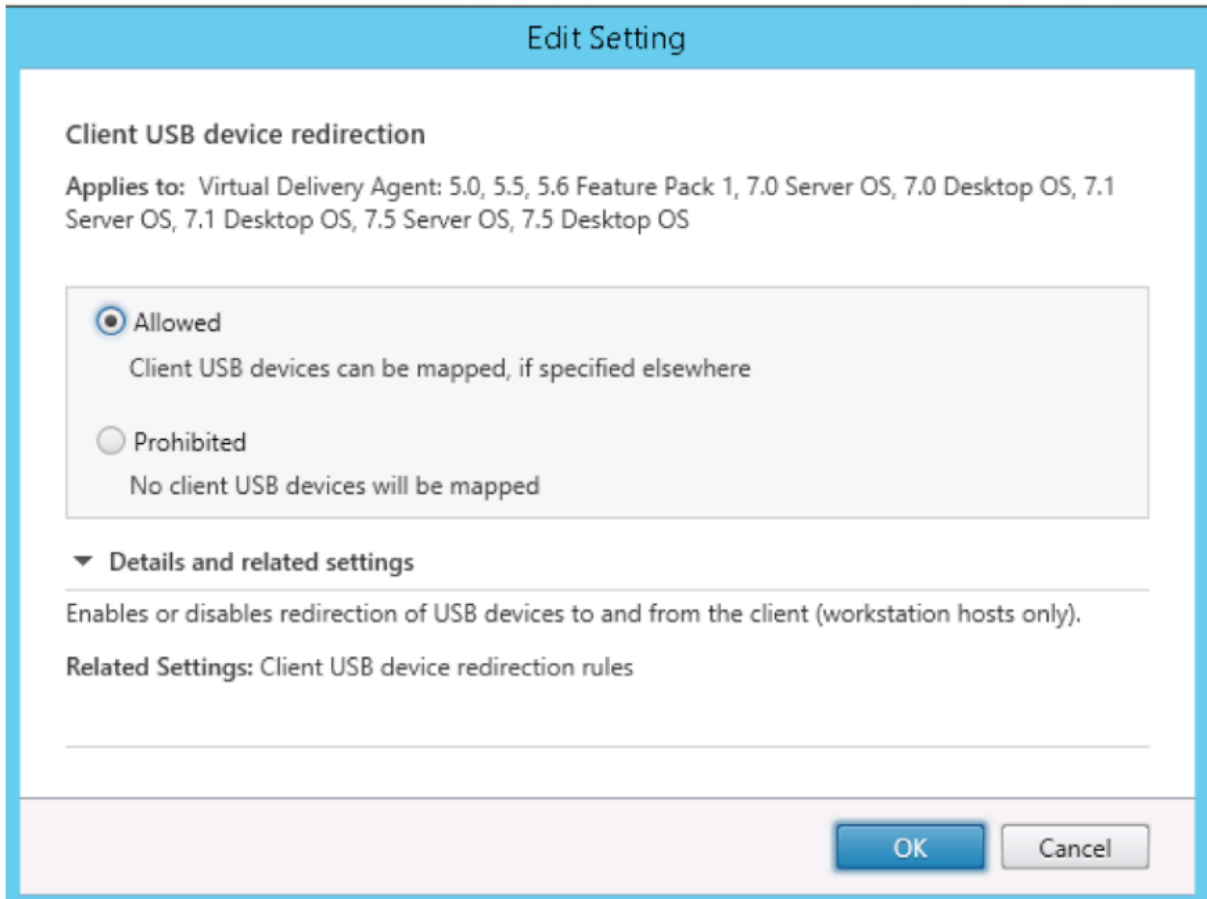 Edit Setting
Client USB device redirection
Applies to: Virtual Delivery Agent: 5.0, 5.5, 5.6 Feature Pack 1, 7.0 Server OS, 7.0 Desktop OS, 7.1
Server OS, 7.1 Desktop OS, 7.5 Server OS, 7.5 Desktop OS
Allowed
Client USB devices can be mapped, if specified elsewhere
Prohibited
No client USB devices will be mapped
Details and related settings
Enables or disables redirection of USB devices to and from the client (workstation hosts only).
Related Settings: Client USB device redirection rules
OK Cancel